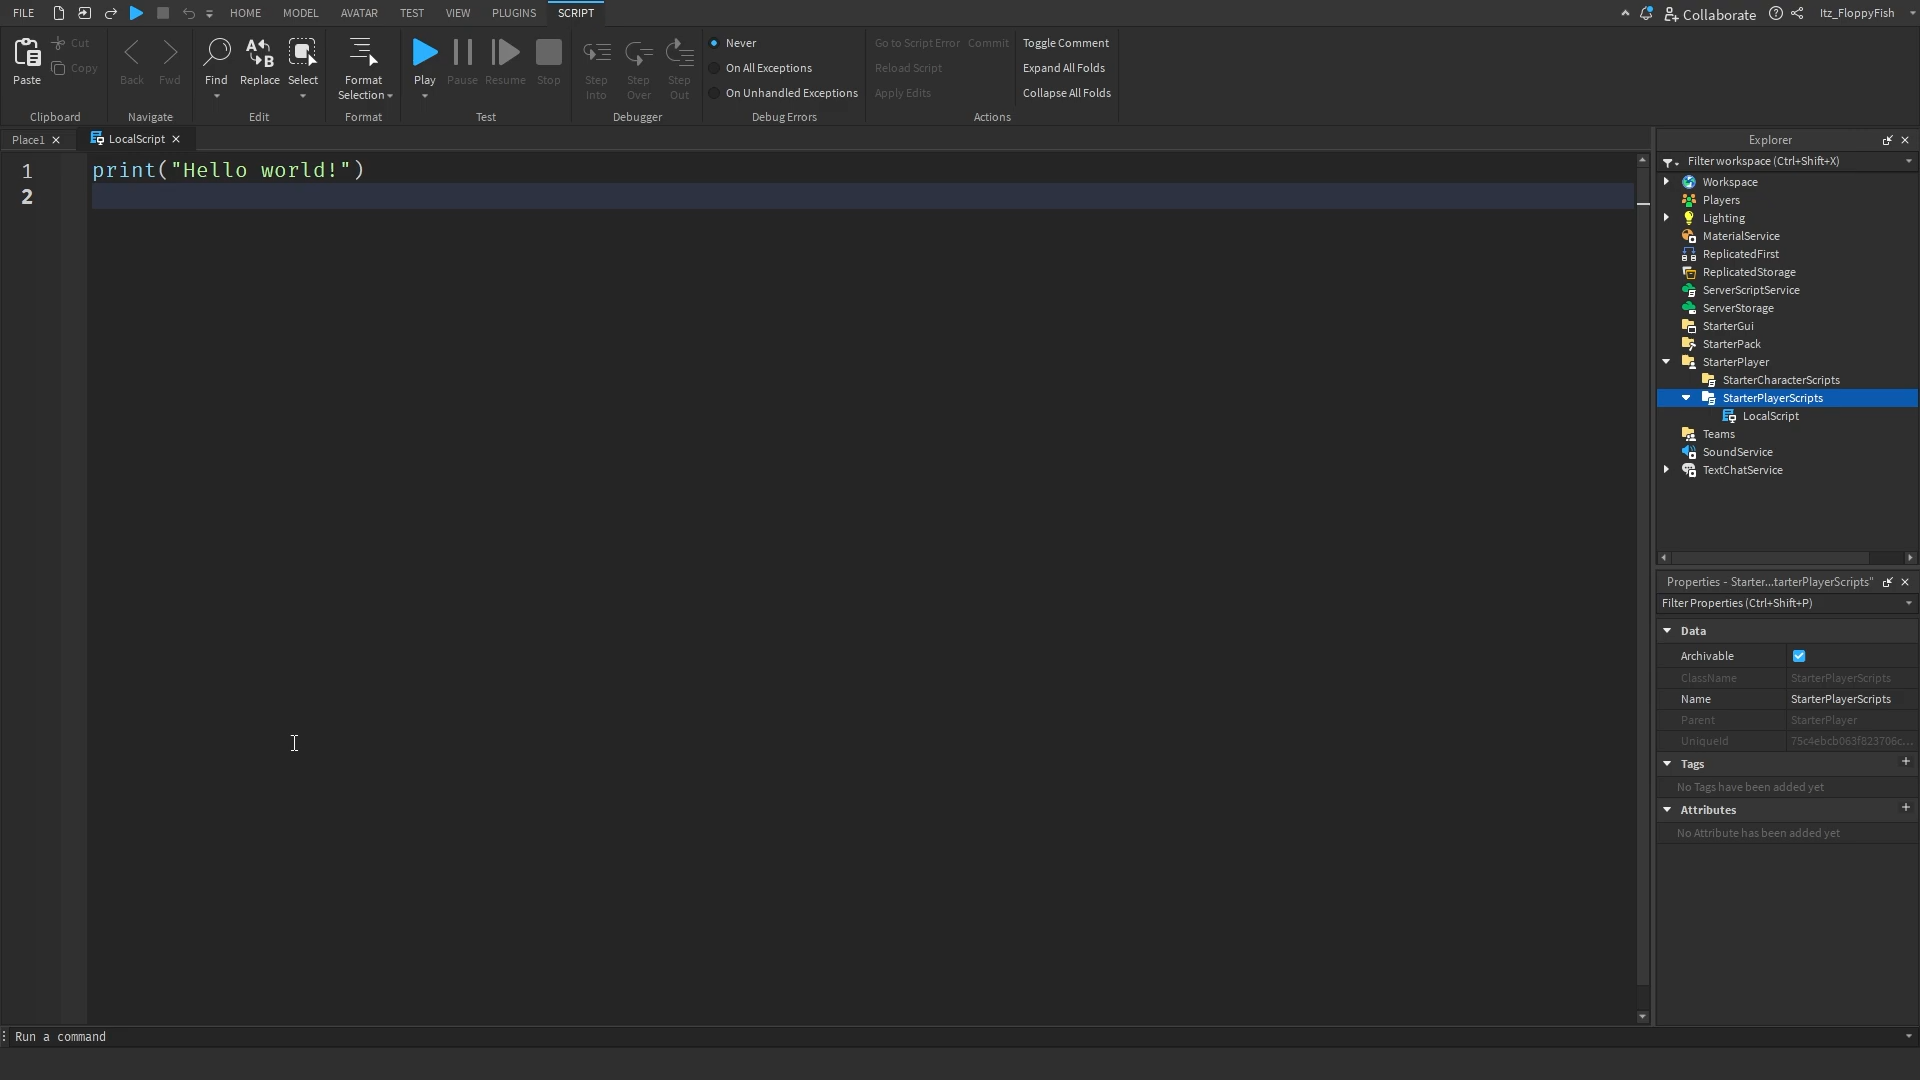 FILE HOME MODEL AVATAR TEST VIEW PLUGINS SCRIPT Collaborate Itz_FloppyFish
Paste Cut Copy
Clipboard
Back Fwd
Navigate
Find Replace Select
Edit
Format Selection
Format
Play Pause Resume Stop
Test
Step Into Step Over Step Out
Debugger
Never
On All Exceptions
On Unhandled Exceptions
Debug Errors
Go to Script Error Commit Toggle Comment
Reload Script Expand All Folds
Apply Edits Collapse All Folds
Actions
Place1 LocalScript
1 print("Hello world!")
2
Explorer
Filter workspace (Ctrl+Shift+X)
Workspace
Players
Lighting
MaterialService
ReplicatedFirst
ReplicatedStorage
ServerScriptService
ServerStorage
StarterGui
StarterPack
StarterPlayer
StarterCharacterScripts
StarterPlayerScripts
LocalScript
Teams
SoundService
TextChatService
Properties - Starter...tarterPlayerScripts"
Filter Properties (Ctrl+Shift+P)
Data
Archivable
ClassName StarterPlayerScripts
Name StarterPlayerScripts
Parent StarterPlayer
UniqueId 75c4ebcb063f823706c...
Tags +
No Tags have been added yet
Attributes +
No Attribute has been added yet
Run a command